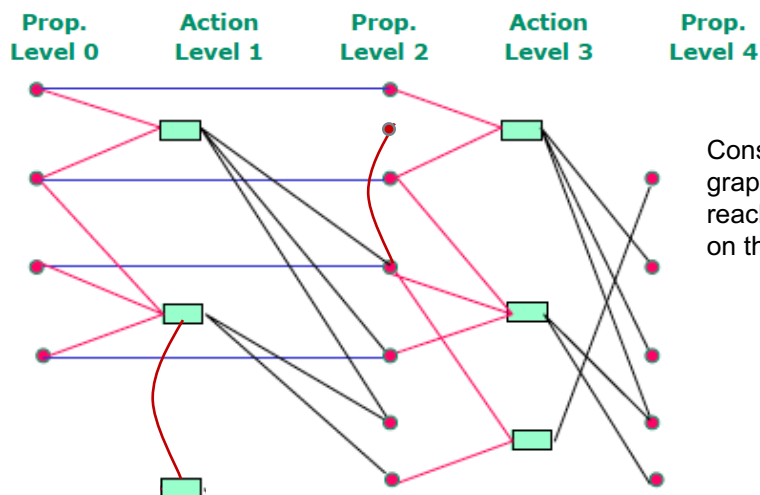 Prop. Action Prop. Action Prop.
Level 0 Level 1 Level 2 Level 3 Level 4
grap
reach
on th